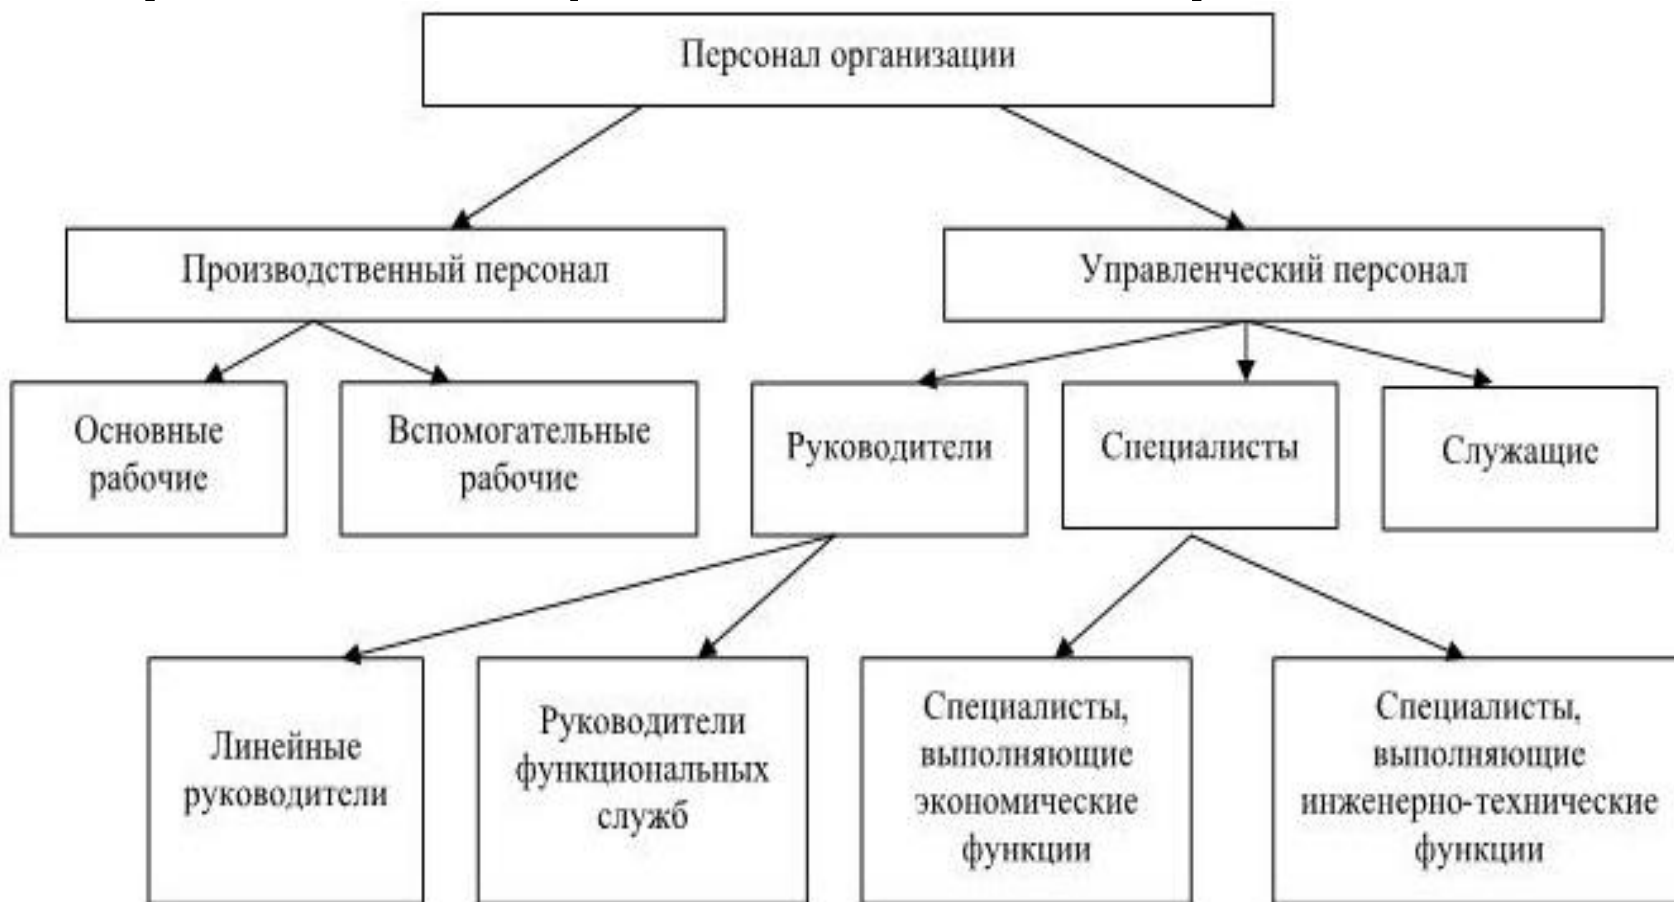 Персонал организации
Производственный персонал
Управленческий персонал
Основные
рабочие
Вспомогательные
рабочие
Руководители
Специалисты
Служащие
Линейные
руководители
Руководители
функциональных
служб
Специалисты,
выполняющие
экономические
функции
Специалисты,
выполняющие
инженерно-технические
функции